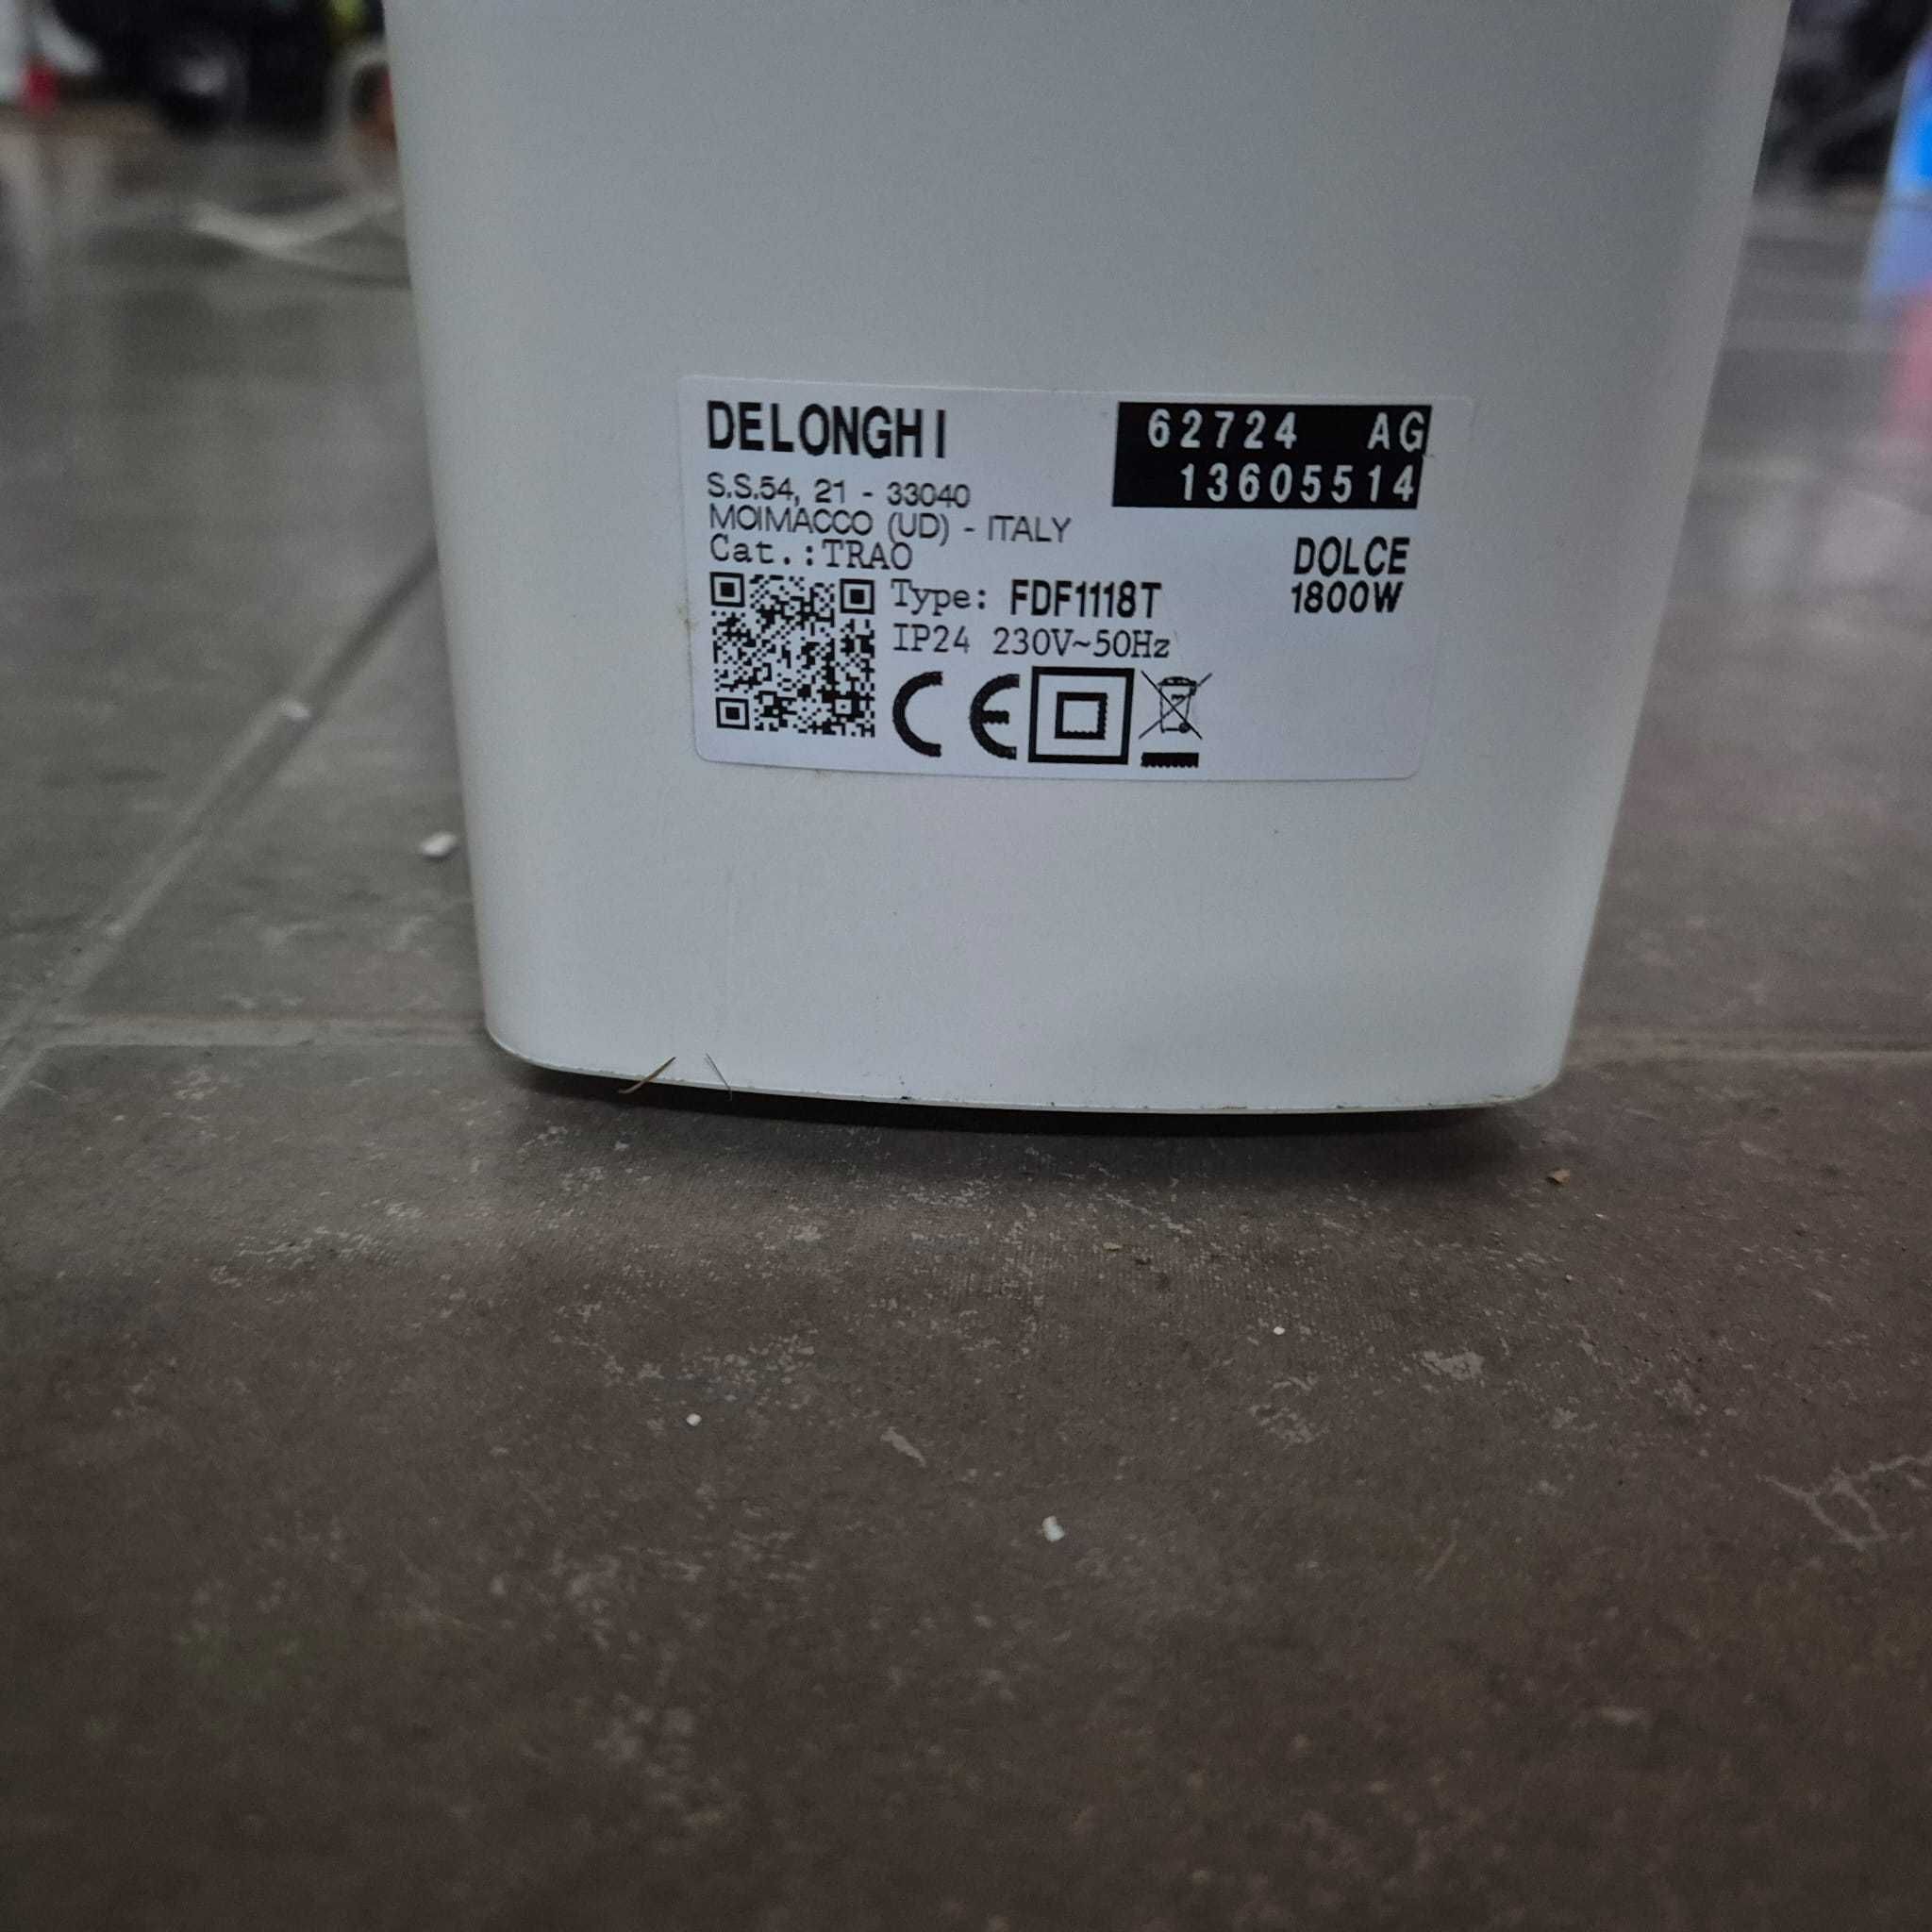 DELONGHI
62724 AG
13605514
S.S.54, 21 - 33040
MOIMACCO (UD) - ITALY
Cat.:TRAO
DOLCE
1800W
Type: FDF1118T
IP24 230V~50Hz
CE